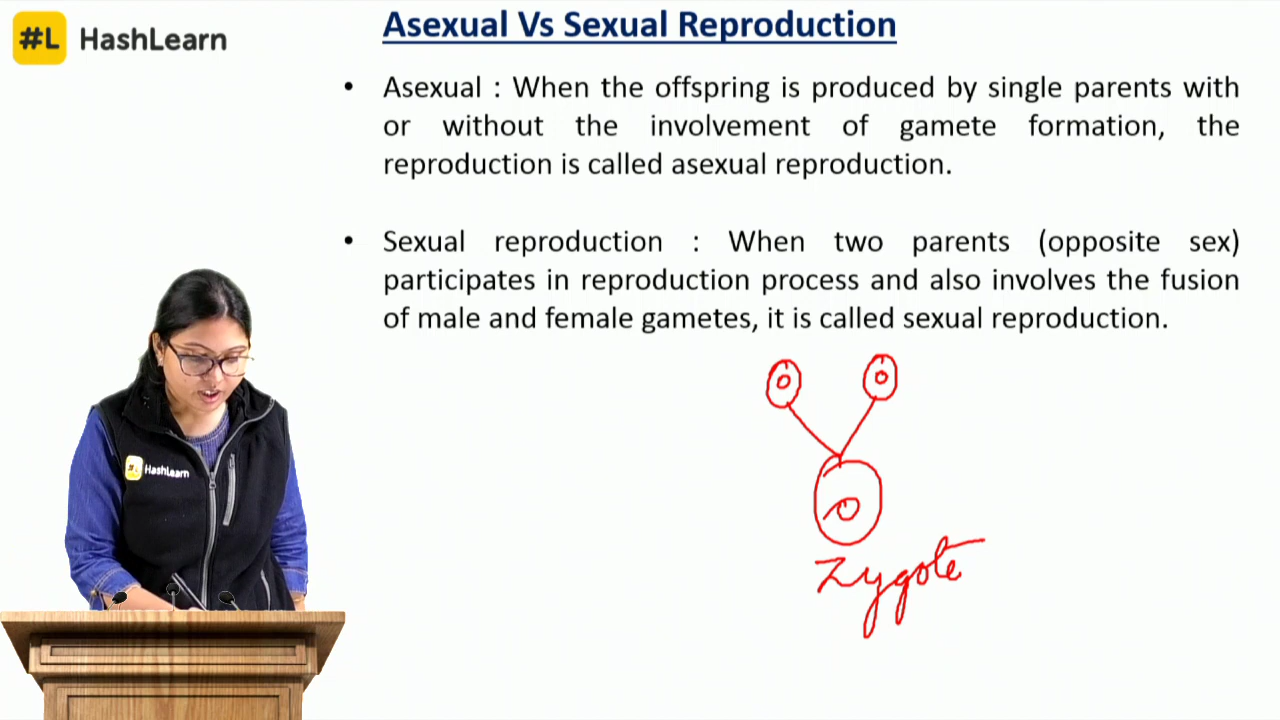 #L HashLearn
Asexual Vs Sexual Reproduction
• Asexual : When the offspring is produced by single parents with
or without the involvement of gamete formation, the
reproduction is called asexual reproduction.
• Sexual reproduction : When two parents (opposite sex)
participates in reproduction process and also involves the fusion
of male and female gametes, it is called sexual reproduction.
#L HashLearn
Zygote